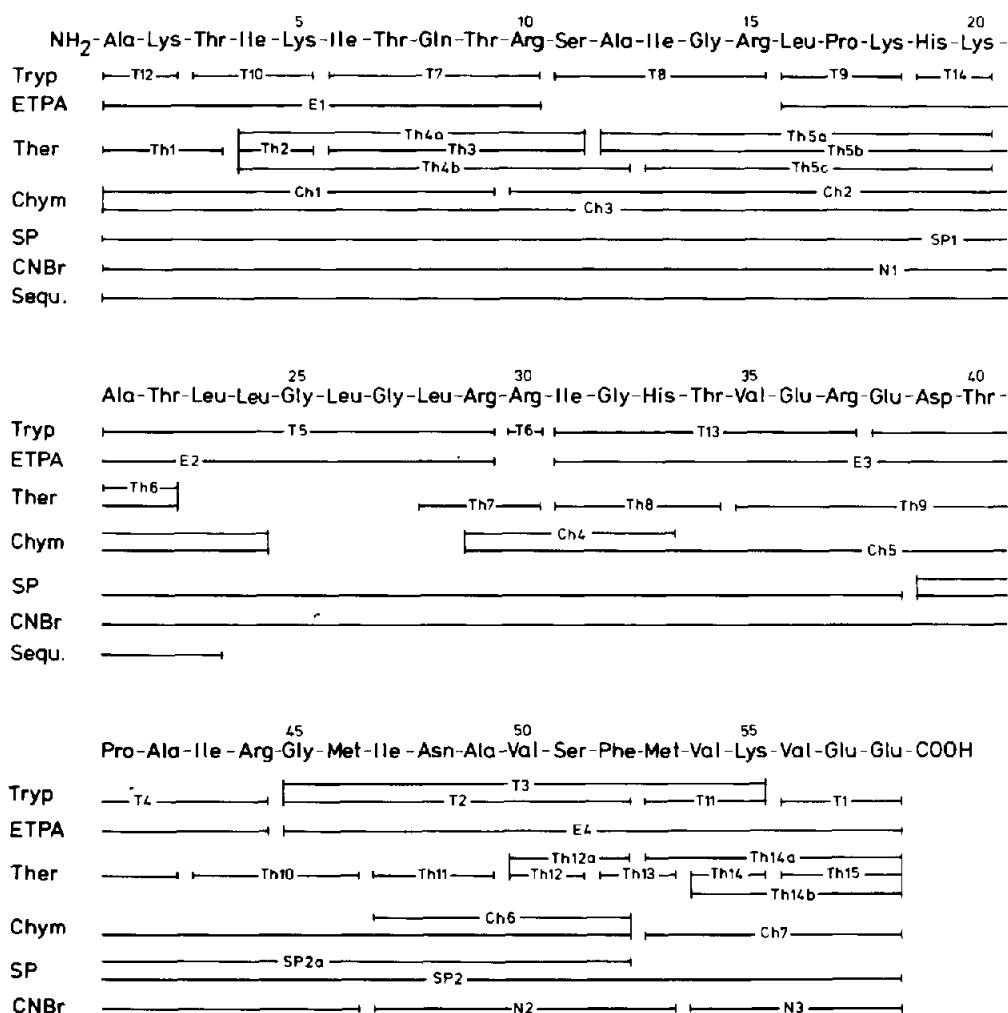 5 10 15 20
NH2-Ala-Lys-Thr-Ile-Lys-Ile-Thr-Gln-Thr-Arg-Ser-Ala-Ile-Gly-Arg-Leu-Pro-Lys-His-Lys-
Tryp T12 T10 T7 T8 T9 T14
ETPA E1
Th4a Th5a
Ther Th1 Th2 Th3 Th5b
Th4b Th5c
Chym Ch1 Ch2
Ch3
SP SP1
CNBr N1
Sequ.
25 30 35 40
Ala-Thr-Leu-Leu-Gly-Leu-Gly-Leu-Arg-Arg-Ile-Gly-His-Thr-Val-Glu-Arg-Glu-Asp-Thr-
Tryp T5 T6 T13
ETPA E2 E3
Ther Th6
Th7 Th8 Th9
Chym Ch4
Ch5
SP
CNBr
Sequ.
45 50 55
Pro-Ala-Ile-Arg-Gly-Met-Ile-Asn-Ala-Val-Ser-Phe-Met-Val-Lys-Val-Glu-Glu-COOH
T3
Tryp T4 T2 T11 T1
ETPA E4
Th12a Th14a
Ther Th10 Th11 Th12 Th13 Th14 Th15
Th14b
Chym Ch6
Ch7
SP SP2a
SP2
CNBr N2 N3